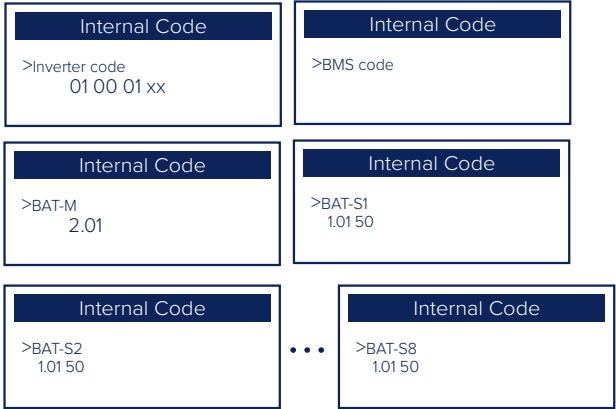 Internal Code
>Inverter code
01 00 01 xx
Internal Code
>BMS code
Internal Code
>BAT-M
2.01
Internal Code
>BAT-S1
1.01 50
Internal Code
>BAT-S2
1.01 50
...
Internal Code
>BAT-S8
1.01 50